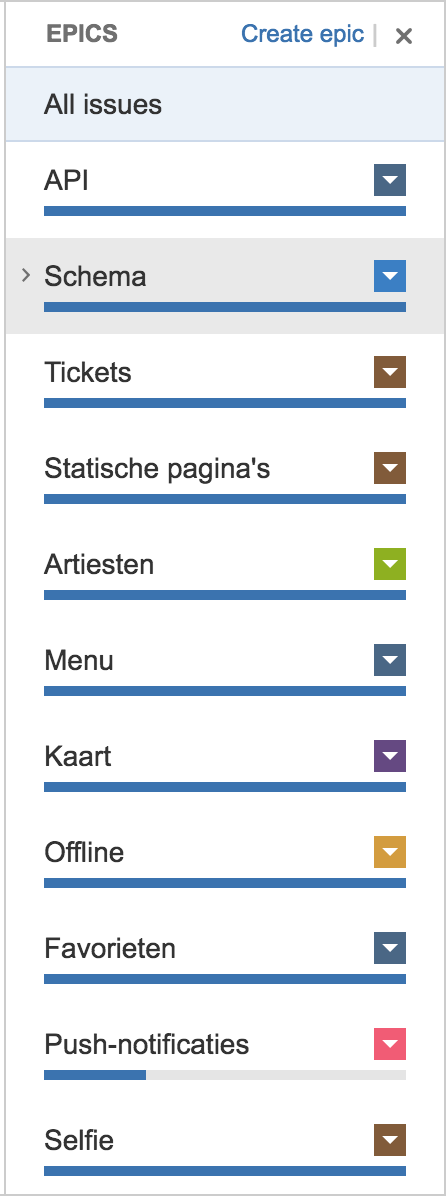 EPICS
Create epic
All issues
API
Schema
Tickets
Statische pagina's
Artiesten
Menu
Kaart
Offline
Favorieten
Push-notificaties
Selfie